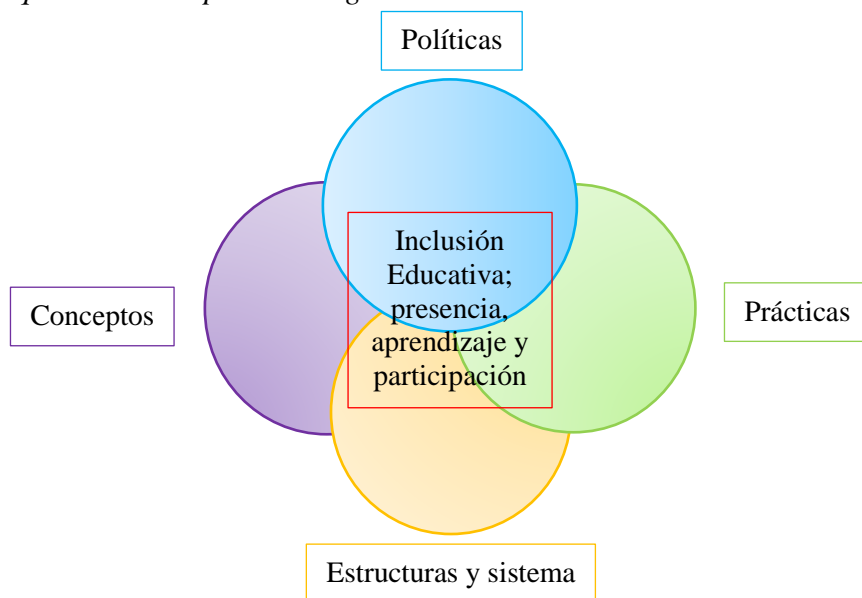 Políticas
Inclusión
Educativa;
presencia,
aprendizaje y
participación
Conceptos
Prácticas
Estructuras y sistema